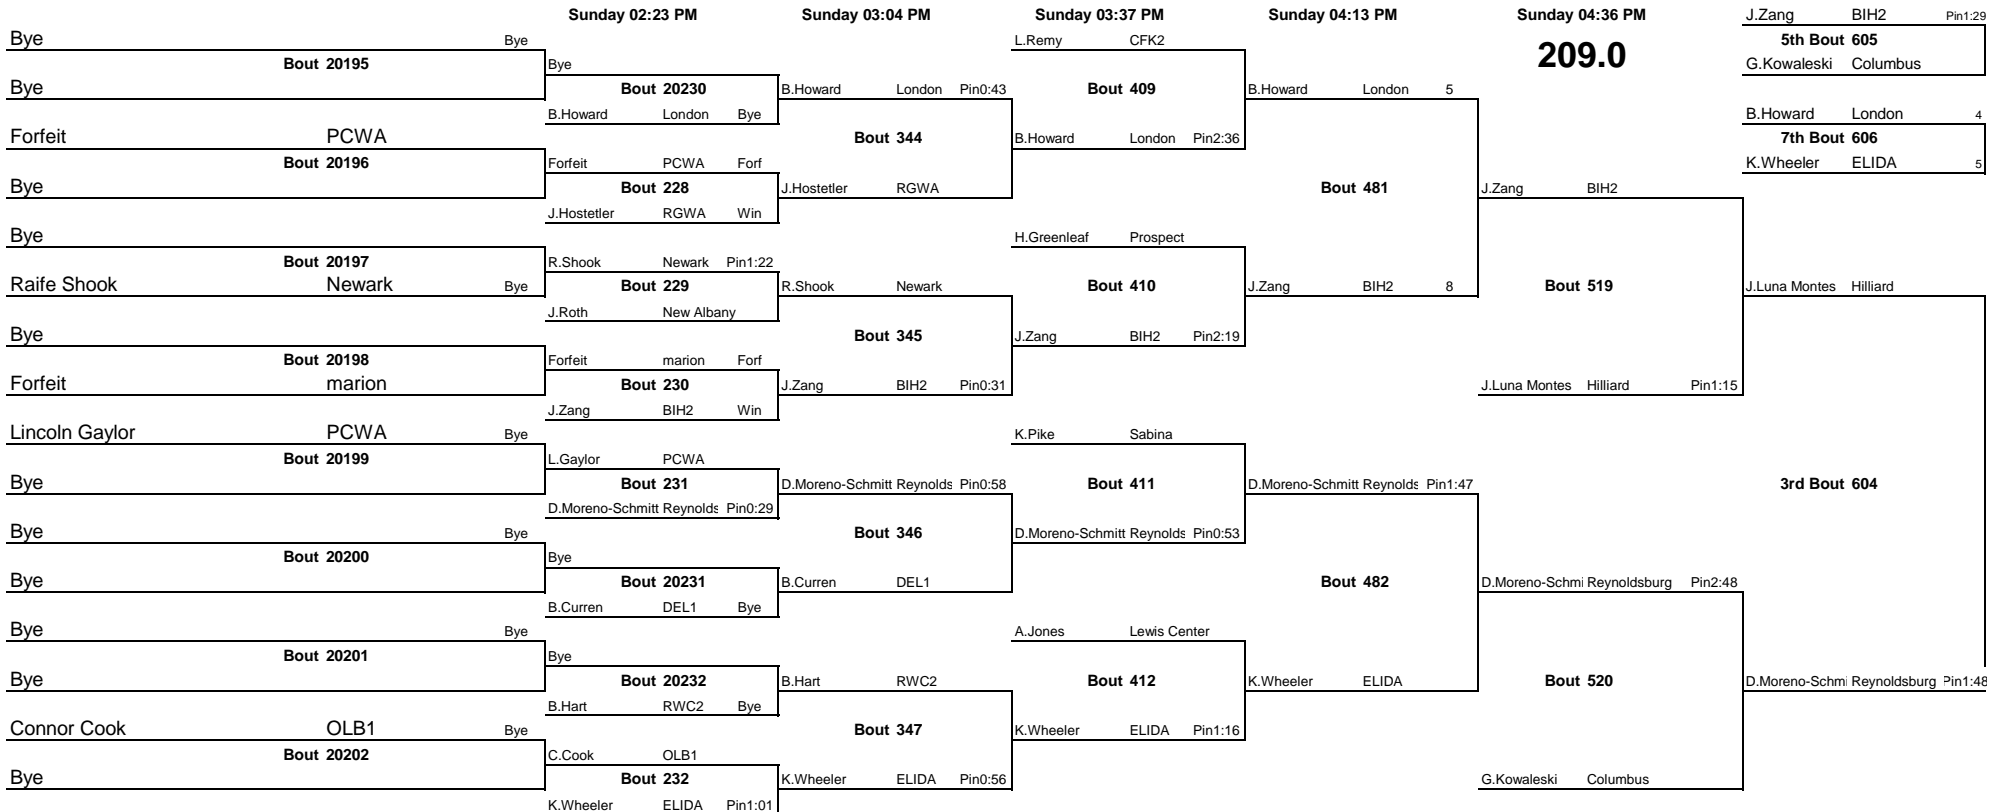 Sunday 02:23 PM Sunday 03:04 PM Sunday 03:37 PM Sunday 04:13 PM Sunday 04:36 PM J.Zang BIH2 Pin1:29
Bye Bye L.Remy CFK2 5th Bout 605
209.0
Bout 20195 Bye G.Kowaleski Columbus
Bye Bout 20230 B.Howard London Pin0:43 Bout 409 B.Howard London 5
B.Howard London Bye B.Howard London 4
Forfeit PCWA Bout 344 B.Howard London Pin2:36 7th Bout 606
Bout 20196 Forfeit PCWA Forf K.Wheeler ELIDA 5
Bye Bout 228 J.Hostetler RGWA Bout 481 J.Zang BIH2
J.Hostetler RGWA Win
Bye H.Greenleaf Prospect
Bout 20197 R.Shook Newark Pin1:22
Raife Shook Newark Bye Bout 229 R.Shook Newark Bout 410 J.Zang BIH2 8 Bout 519 J.Luna Montes Hilliard
J.Roth New Albany
Bye Bout 345 J.Zang BIH2 Pin2:19
Bout 20198 Forfeit marion Forf
Forfeit marion Bout 230 J.Zang BIH2 Pin0:31 J.Luna Montes Hilliard Pin1:15
J.Zang BIH2 Win
Lincoln Gaylor PCWA Bye K.Pike Sabina
Bout 20199 L.Gaylor PCWA
Bye Bout 231 D.Moreno-Schmitt Reynolds Pin0:58 Bout 411 D.Moreno-Schmitt Reynolds Pin1:47 3rd Bout 604
D.Moreno-Schmitt Reynolds Pin0:29
Bye Bye Bout 346 D.Moreno-Schmitt Reynolds Pin0:53
Bout 20200 Bye
Bye Bout 20231 B.Curren DEL1 Bout 482 D.Moreno-Schmi Reynoldsburg Pin2:48
B.Curren DEL1 Bye
Bye Bye A.Jones Lewis Center
Bout 20201 Bye
Bye Bout 20232 B.Hart RWC2 Bout 412 K.Wheeler ELIDA Bout 520 D.Moreno-Schmi Reynoldsburg Pin1:48
B.Hart RWC2 Bye
Connor Cook OLB1 Bye Bout 347 K.Wheeler ELIDA Pin1:16
Bout 20202 C.Cook OLB1
Bye Bout 232 K.Wheeler ELIDA Pin0:56 G.Kowaleski Columbus
K.Wheeler ELIDA Pin1:01